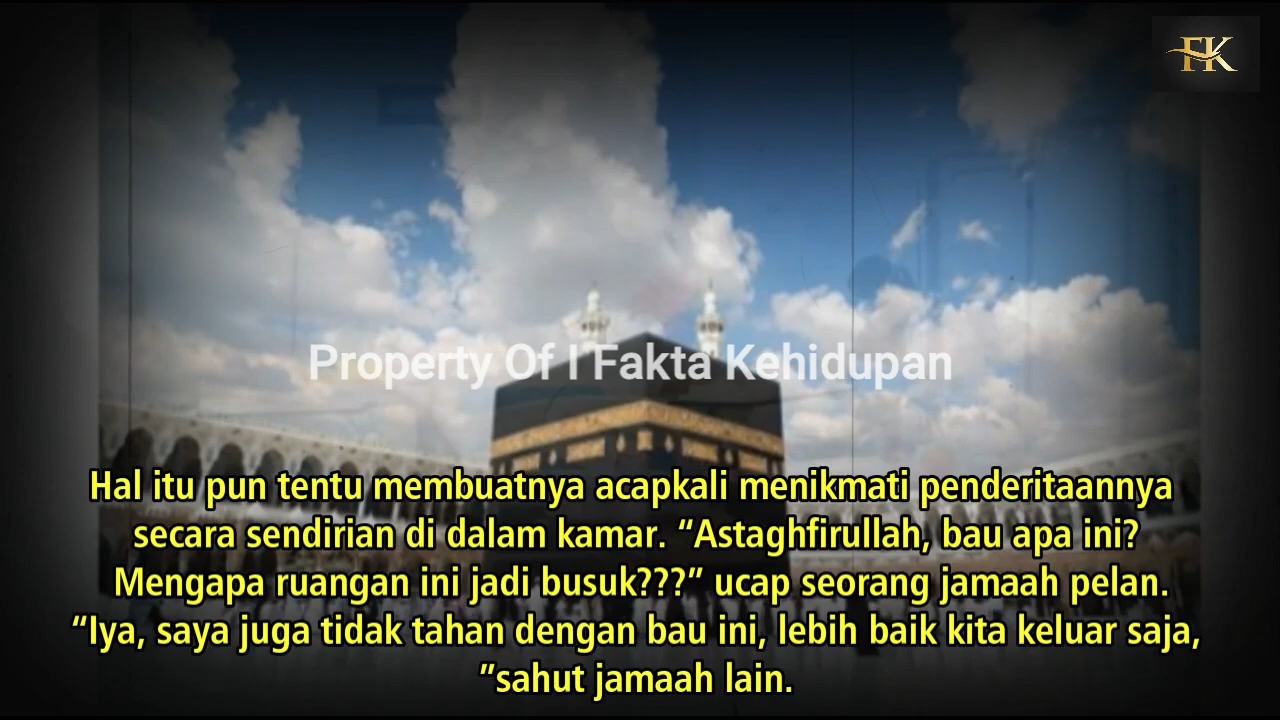 FK
Property Of I Fakta Kehidupan
Hal itu pun tentu membuatnya acapkali menikmati penderitaannya
secara sendirian di dalam kamar. “Astaghfirullah, bau apa ini?
Mengapa ruangan ini jadi busuk???” ucap seorang jamaah pelan.
“Iya, saya juga tidak tahan dengan bau ini, lebih baik kita keluar saja,
”sahut jamaah lain.